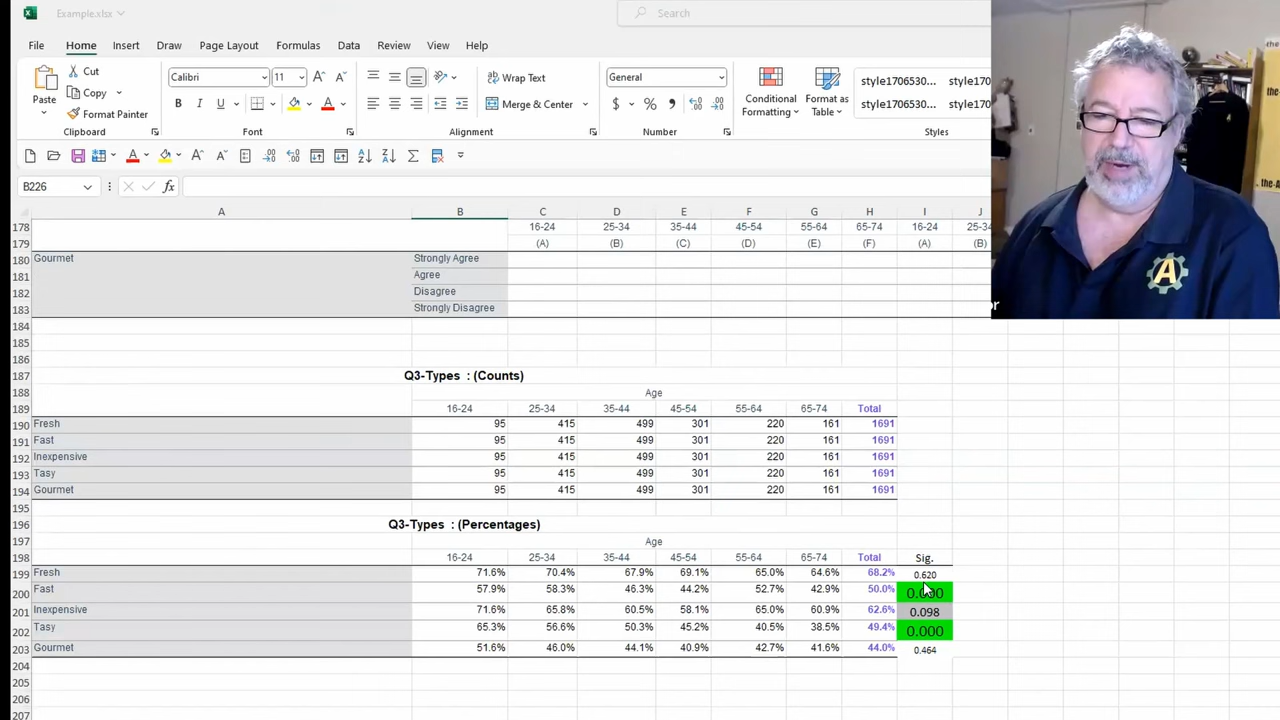 Example.xlsx
Search
File Home Insert Draw Page Layout Formulas Data Review View Help
Cut Calibri 11 Wrap Text General style1706530... style170
Paste Copy Conditional Format as
Format Painter B I U Merge & Center $ % Formatting Table style1706530... style170
Clipboard Font Alignment Number Styles
B226 fx
A B C D E F G H I J
178 16-24 25-34 35-44 45-54 55-64 65-74 16-24 25-34
179 (A) (B) (C) (D) (E) (F) (A) (B)
180 Gourmet Strongly Agree
181 Agree
182 Disagree
183 Strongly Disagree
184
185
186
187 Q3-Types : (Counts)
188 Age
189 16-24 25-34 35-44 45-54 55-64 65-74 Total
190 Fresh 95 415 499 301 220 161 1691
191 Fast 95 415 499 301 220 161 1691
192 Inexpensive 95 415 499 301 220 161 1691
193 Tasy 95 415 499 301 220 161 1691
194 Gourmet 95 415 499 301 220 161 1691
195
196 Q3-Types : (Percentages)
197 Age
198 16-24 25-34 35-44 45-54 55-64 65-74 Total Sig.
199 Fresh 71.6% 70.4% 67.9% 69.1% 65.0% 64.6% 68.2% 0.620
200 Fast 57.9% 58.3% 46.3% 44.2% 52.7% 42.9% 50.0% 0.000
201 Inexpensive 71.6% 65.8% 60.5% 58.1% 65.0% 60.9% 62.6% 0.098
202 Tasy 65.3% 56.6% 50.3% 45.2% 40.5% 38.5% 49.4% 0.000
203 Gourmet 51.6% 46.0% 44.1% 40.9% 42.7% 41.6% 44.0% 0.464
204
205
206
207
or
A